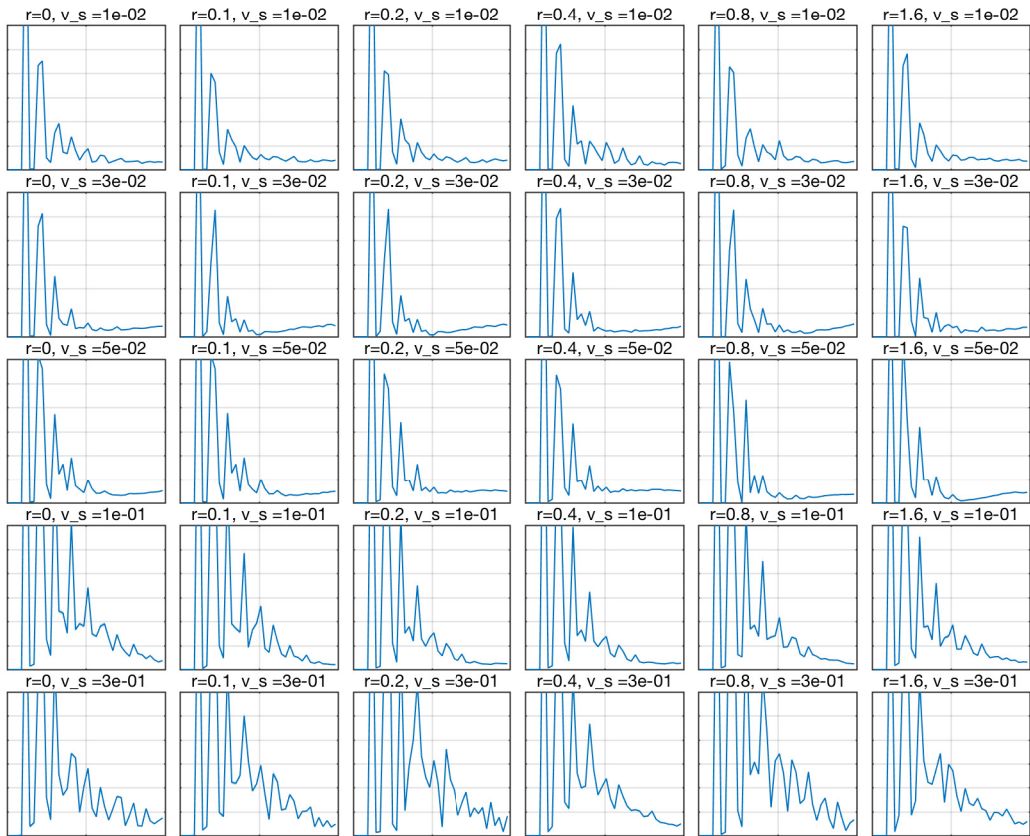 r=0, v_s =1e-02 r=0.1, v_s =1e-02 r=0.2, v_s =1e-02 r=0.4, v_s =1e-02 r=0.8, v_s =1e-02 r=1.6, v_s =1e-02
r=0, v_s =3e-02 r=0.1, v_s =3e-02 r=0.2, v_s =3e-02 r=0.4, v_s =3e-02 r=0.8, v_s =3e-02 r=1.6, v_s =3e-02
r=0, v_s =5e-02 r=0.1, v_s =5e-02 r=0.2, v_s =5e-02 r=0.4, v_s =5e-02 r=0.8, v_s =5e-02 r=1.6, v_s =5e-02
r=0, v_s =1e-01 r=0.1, v_s =1e-01 r=0.2, v_s =1e-01 r=0.4, v_s =1e-01 r=0.8, v_s =1e-01 r=1.6, v_s =1e-01
r=0, v_s =3e-01 r=0.1, v_s =3e-01 r=0.2, v_s =3e-01 r=0.4, v_s =3e-01 r=0.8, v_s =3e-01 r=1.6, v_s =3e-01